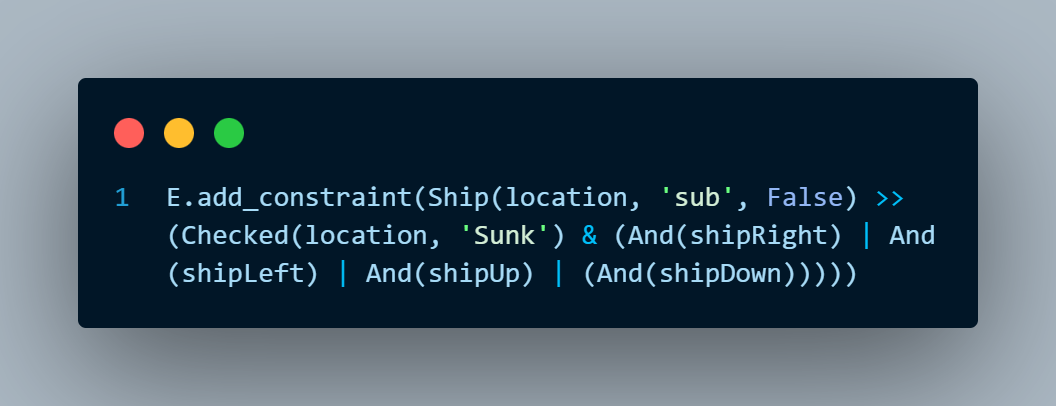 1 E.add_constraint(Ship(location, 'sub', False) >>
(Checked(location, 'Sunk') & (And(shipRight) | And
(shipLeft) | And(shipUp) | (And(shipDown)))))